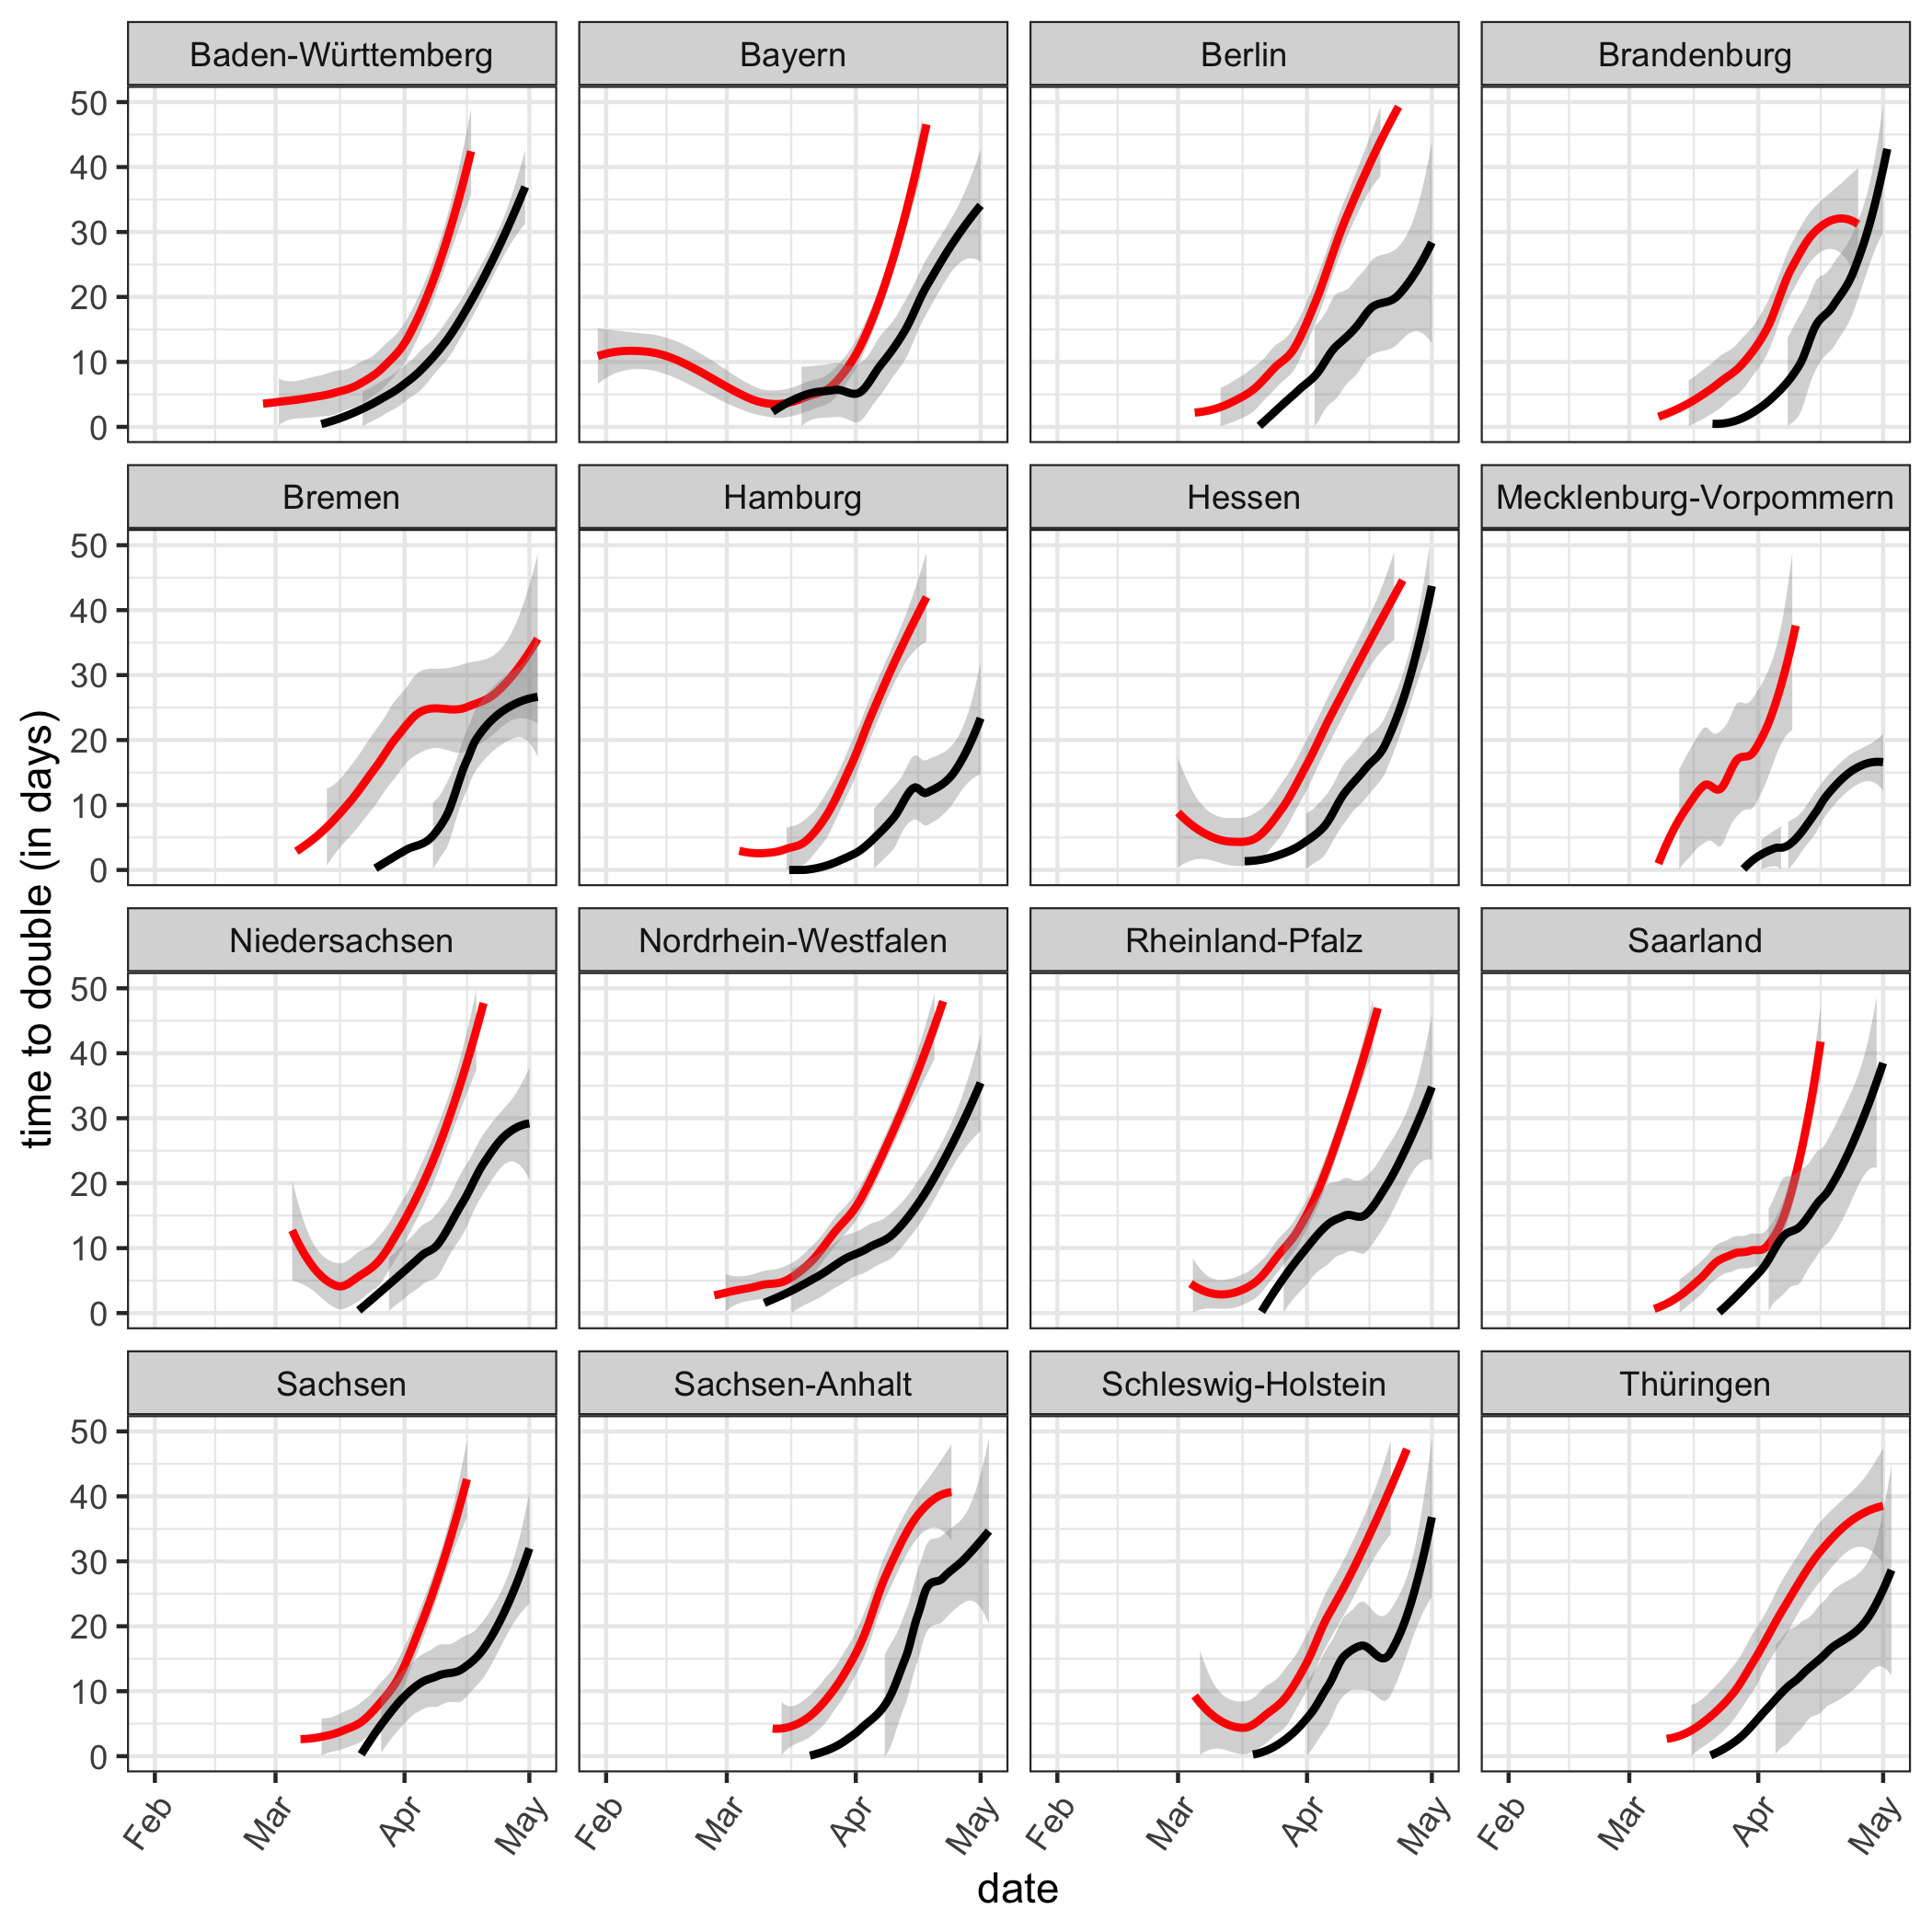 Baden-Württemberg
Bayern
Berlin
Brandenburg
50
40
30
20
10
0
Bremen
Hamburg
Hessen
Mecklenburg-Vorpommern
50
40
30
20
10
0
time to double (in days)
Niedersachsen
Nordrhein-Westfalen
Rheinland-Pfalz
Saarland
50
40
30
20
10
0
Sachsen
Sachsen-Anhalt
Schleswig-Holstein
Thüringen
50
40
30
20
10
0
Feb Mar Apr May
Feb Mar Apr May
Feb Mar Apr May
Feb Mar Apr May
date